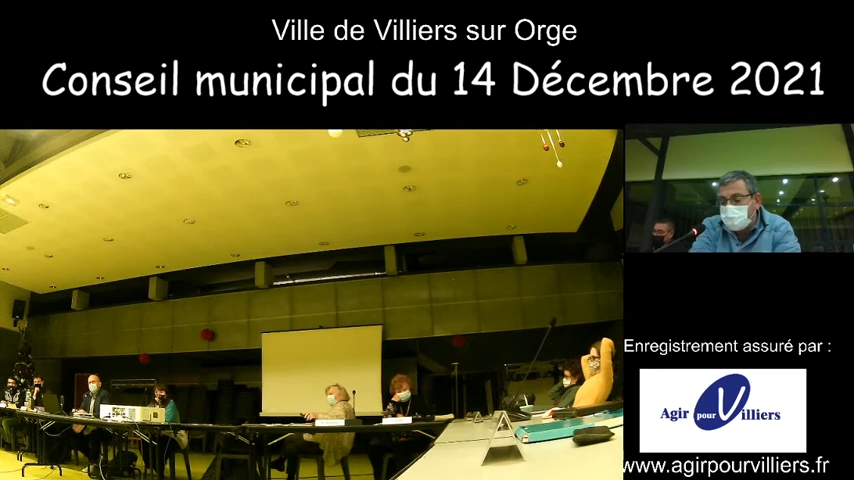 Ville de Villiers sur Orge
Conseil municipal du 14 Décembre 2021
Enregistrement assuré par :
Agir pour Villiers
www.agirpourvilliers.fr